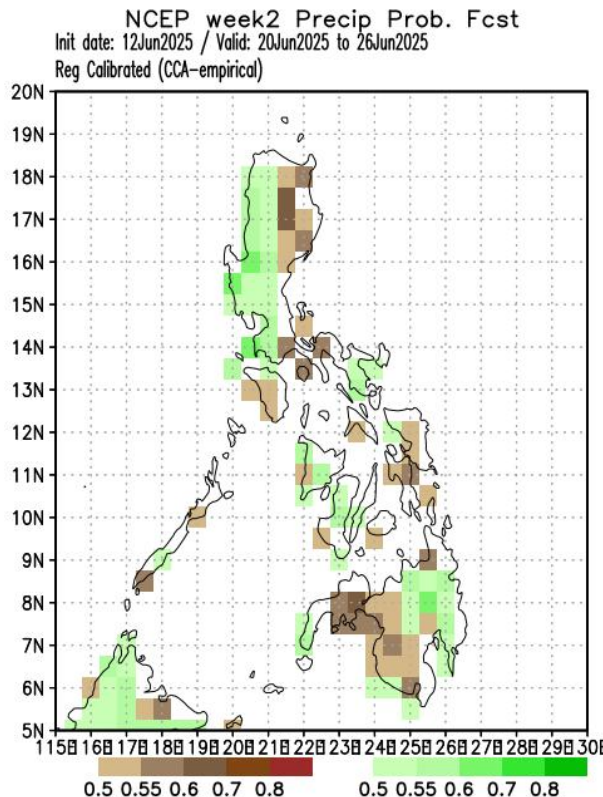 NCEP week2 Precip Prob. Fcst
Init date: 12Jun2025 / Valid: 20Jun2025 to 26Jun2025
Reg Calibrated (CCA-empirical)
20N
19N
18N
17N
16N
15N
14N
13N
12N
11N
10N
9N
8N
7N
6N
5N
115E 116E 117E 118E 119E 120E 121E 122E 123E 124E 125E 126E 127E 128E 129E 130E
0.5 0.55 0.6 0.7 0.8 0.5 0.55 0.6 0.7 0.8